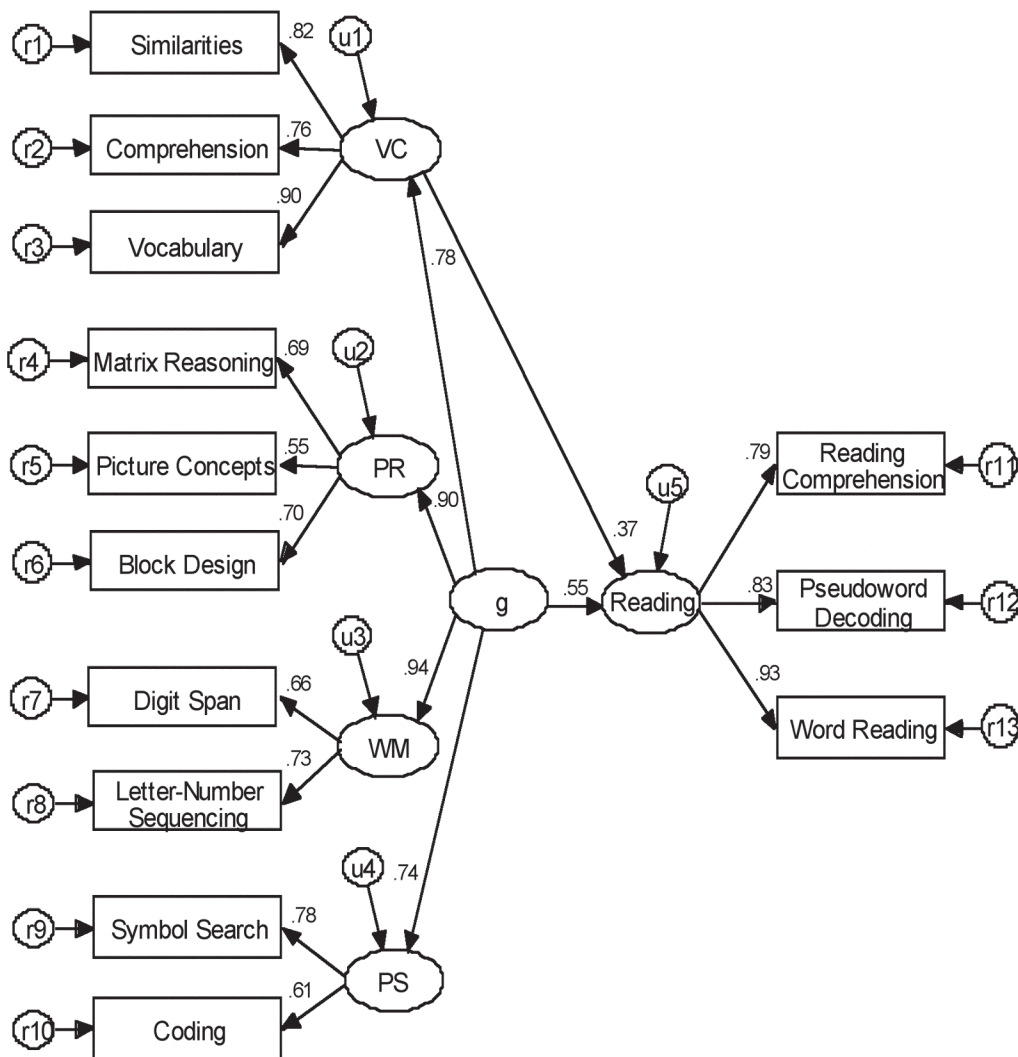 r1
Similarities
.82
u1
r2
Comprehension
.76
VC
r3
Vocabulary
.90
.78
r4
Matrix Reasoning
.69
u2
r5
Picture Concepts
.55
PR
r6
Block Design
.70
.90
g
.55
.37
u5
Reading
.79
Reading
Comprehension
r11
.83
Pseudoword
Decoding
r12
.93
Word Reading
r13
r7
Digit Span
.66
u3
.94
WM
r8
Letter-Number
Sequencing
.73
.74
r9
Symbol Search
.78
u4
PS
r10
Coding
.61